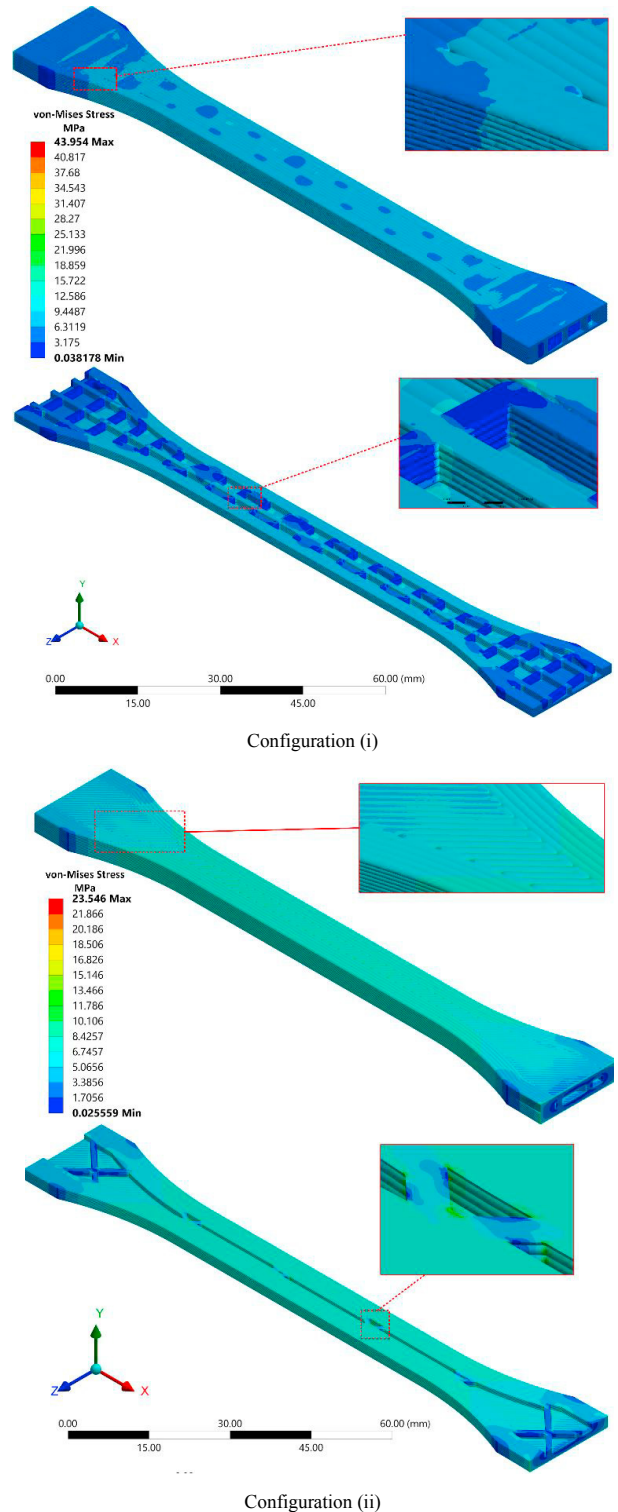 von-Mises Stress
MPa
43.954 Max
40.817
37.68
34.543
31.407
28.27
25.133
21.996
18.859
15.722
12.586
9.4487
6.3119
3.175
0.038178 Min
Y
Z
X
0.00
30.00
60.00 (mm)
15.00
45.00
Configuration (i)
von-Mises Stress
MPa
23.546 Max
21.866
20.186
18.506
16.826
15.146
13.466
11.786
10.106
8.4257
6.7457
5.0656
3.3856
1.7056
0.025559 Min
Y
Z
X
0.00
30.00
60.00 (mm)
15.00
45.00
Configuration (ii)